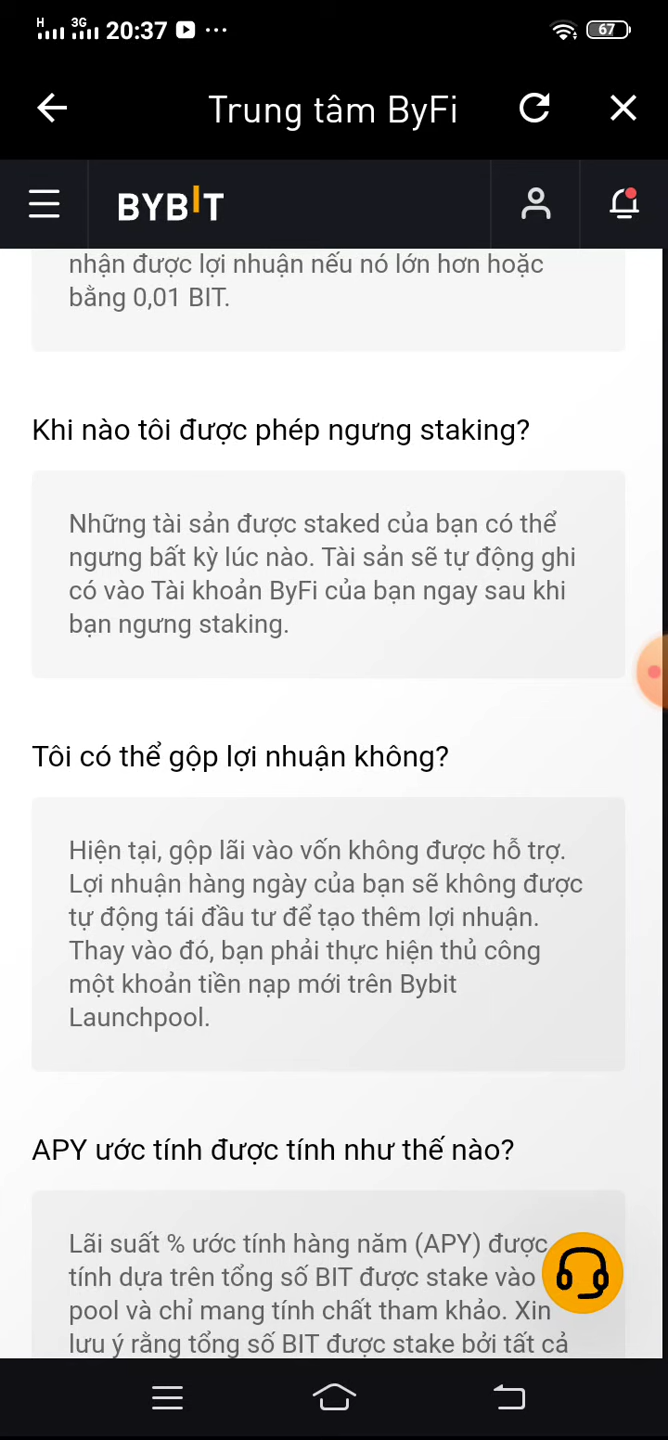 H 3G 20:37 ... 67
Trung tâm ByFi
BYBIT
nhận được lợi nhuận nếu nó lớn hơn hoặc
bằng 0,01 BIT.
Khi nào tôi được phép ngưng staking?
Những tài sản được staked của bạn có thể
ngưng bất kỳ lúc nào. Tài sản sẽ tự động ghi
có vào Tài khoản ByFi của bạn ngay sau khi
bạn ngưng staking.
Tôi có thể gộp lợi nhuận không?
Hiện tại, gộp lãi vào vốn không được hỗ trợ.
Lợi nhuận hàng ngày của bạn sẽ không được
tự động tái đầu tư để tạo thêm lợi nhuận.
Thay vào đó, bạn phải thực hiện thủ công
một khoản tiền nạp mới trên Bybit
Launchpool.
APY ước tính được tính như thế nào?
Lãi suất % ước tính hàng năm (APY) được
tính dựa trên tổng số BIT được stake vào
pool và chỉ mang tính chất tham khảo. Xin
lưu ý rằng tổng số BIT được stake bởi tất cả